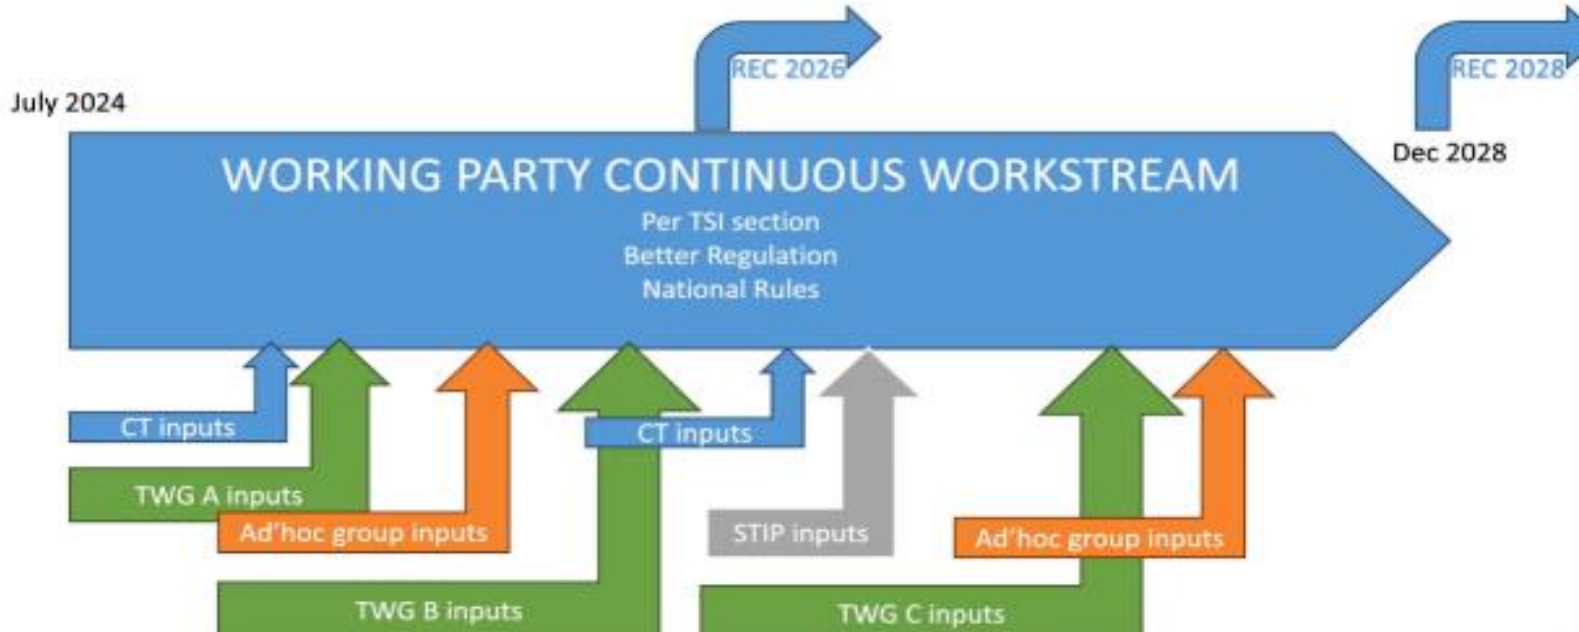 REC 2026
REC 2028
July 2024
Dec 2028
WORKING PARTY CONTINUOUS WORKSTREAM
Per TSI section
Better Regulation
National Rules
CT inputs
CT inputs
TWG A inputs
Ad'hoc group inputs
STIP inputs
Ad'hoc group inputs
TWG B inputs
TWG C inputs